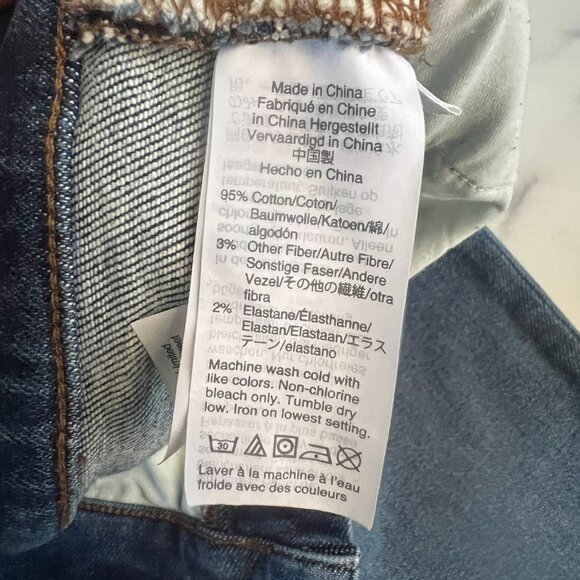 Made in China
Fabriqué en Chine
in China Hergestellt
Vervaardigd in China
中国製
Hecho en China
95% Cotton/Coton/
Baumwolle/Katoen/綿/
algodón
3% Other Fiber/Autre Fibre/
Sonstige Faser/Andere
Vezel/その他の繊維/otra
fibra
2% Elastane/Élasthanne/
Elastan/Elastaan/エラス
テーン/elastano
Machine wash cold with
like colors. Non-chlorine
bleach only. Tumble dry
low. Iron on lowest setting.
30
Laver à la machine à l'eau
froide avec des couleurs